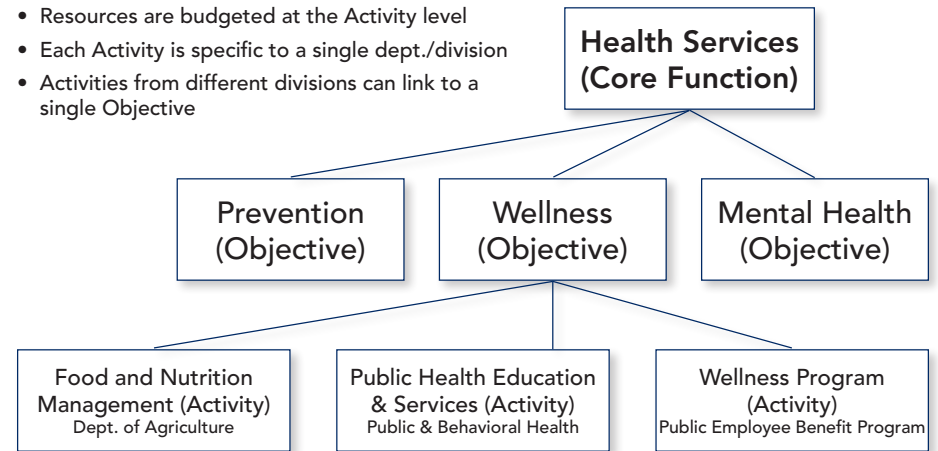 • Resources are budgeted at the Activity level
• Each Activity is specific to a single dept./division
• Activities from different divisions can link to a
single Objective
Health Services
(Core Function)
Prevention
(Objective)
Wellness
(Objective)
Mental Health
(Objective)
Food and Nutrition
Management (Activity)
Dept. of Agriculture
Public Health Education
& Services (Activity)
Public & Behavioral Health
Wellness Program
(Activity)
Public Employee Benefit Program